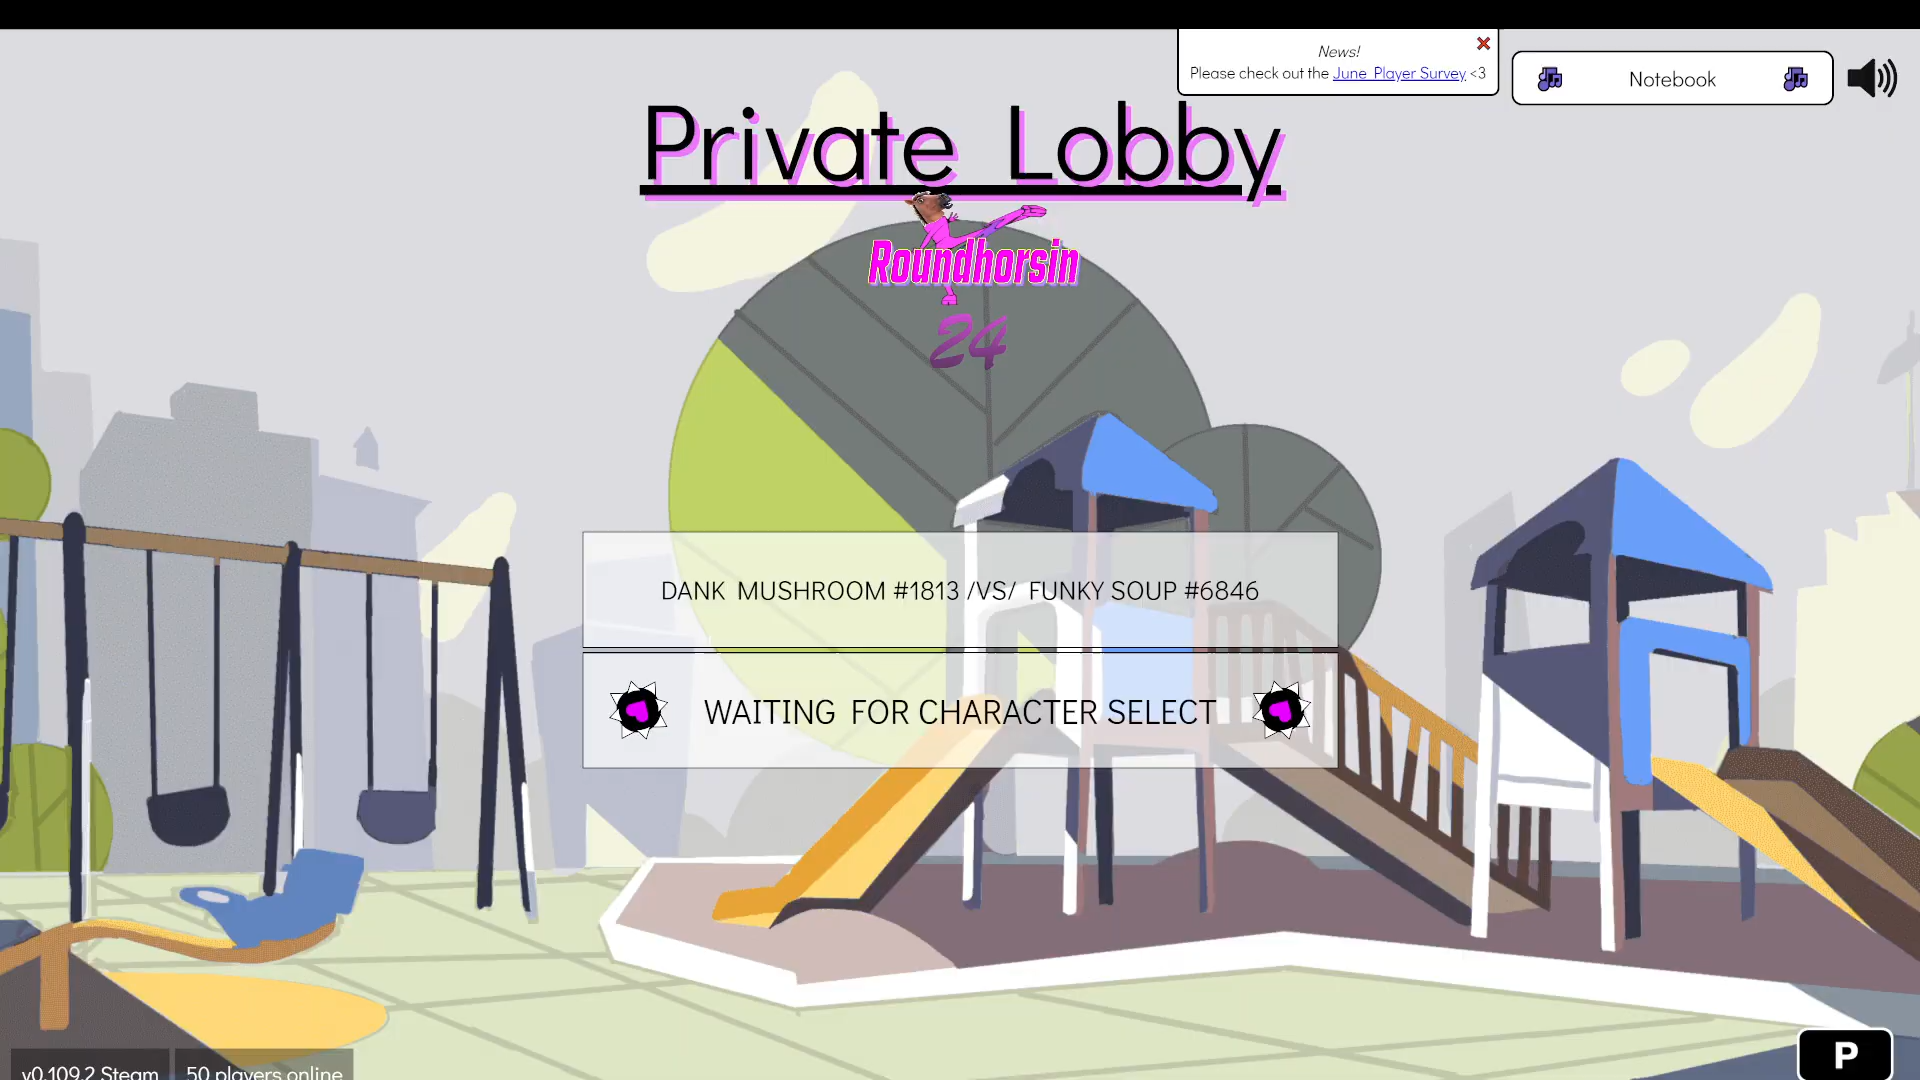 News!
Please check out the June Player Survey <3
Notebook
Private Lobby
Roundhorsin
24
DANK MUSHROOM #1813 /VS/ FUNKY SOUP #6846
WAITING FOR CHARACTER SELECT
v0.109.2 Steam
50 players online
P